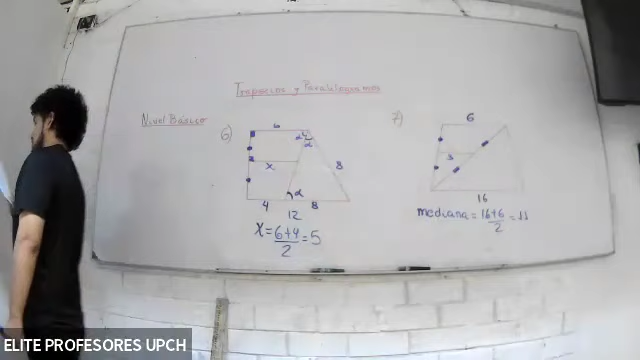 Trapecios y Paralelogramos
Nivel Básico
6)
6
α
α
x
8
α
4
8
12
x = 6+4 = 5
2
7)
6
3
16
mediana = 16+6 = 11
2
ELITE PROFESORES UPCH